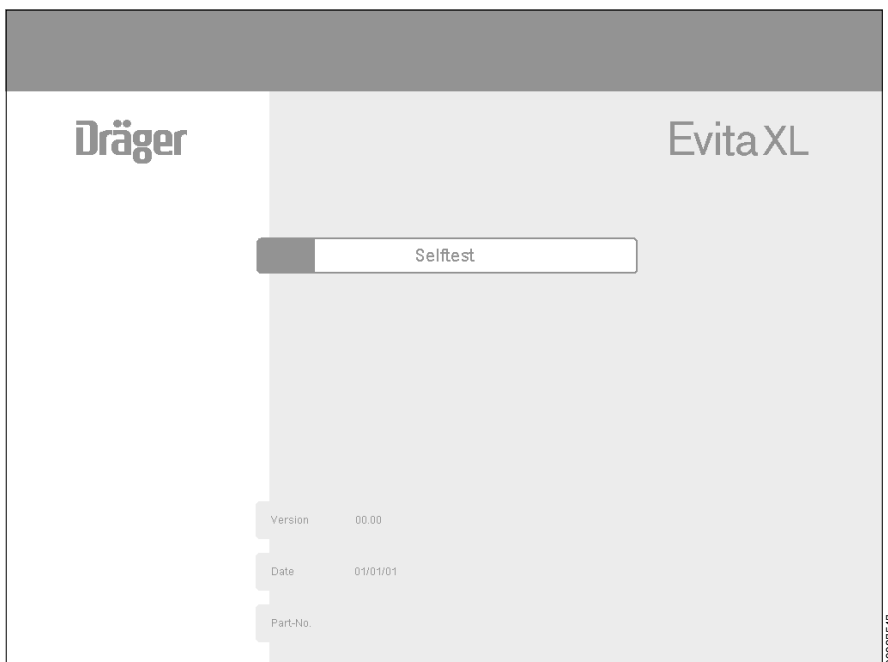 Dräger
Evita XL
Selftest
Version 00.00
Date 01/01/01
Part-No.